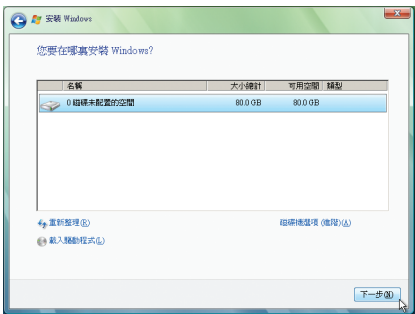 安裝 Windows
您要在哪裏安裝 Windows?
名稱 大小總計 可用空間 類型
0 磁碟未配置的空間 80.0 GB 80.0 GB
重新整理(R) 磁碟機選項 (進階)(A)
載入驅動程式(L)
下一步(N)